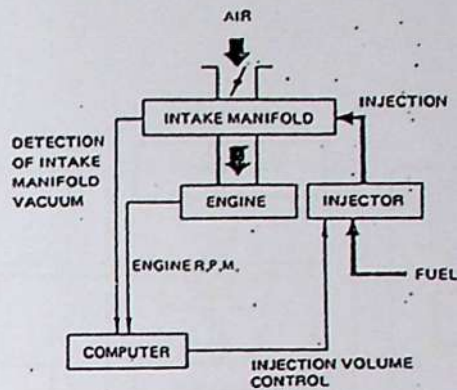 AIR
INJECTION
INTAKE MANIFOLD
DETECTION
OF INTAKE
MANIFOLD
VACUUM
ENGINE
INJECTOR
ENGINE R.P.M.
FUEL
COMPUTER
INJECTION VOLUME
CONTROL